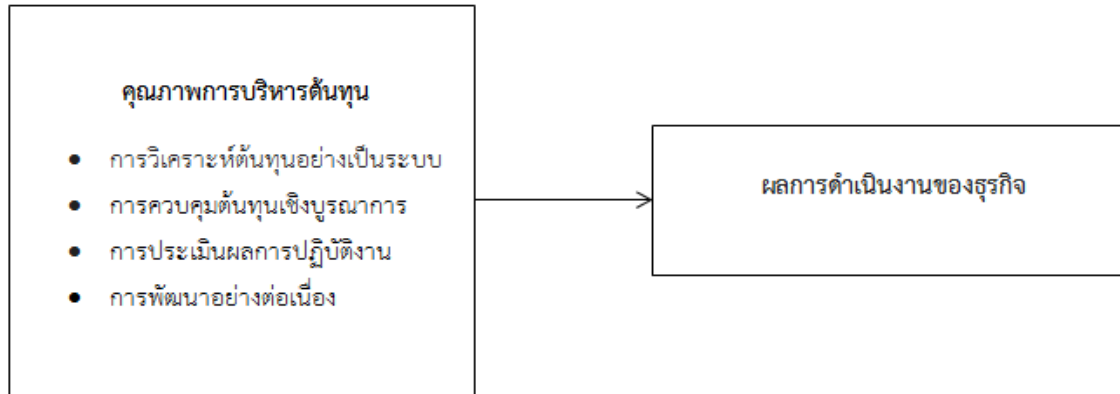 คุณภาพการบริหารต้นทุน
● การวิเคราะห์ต้นทุนอย่างเป็นระบบ
● การควบคุมต้นทุนเชิงบูรณาการ
● การประเมินผลการปฏิบัติงาน
● การพัฒนาอย่างต่อเนื่อง
ผลการดำเนินงานของธุรกิจ